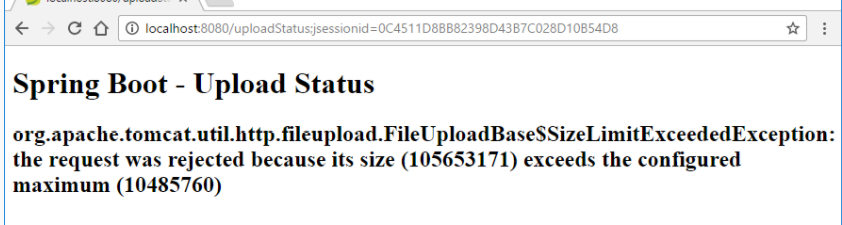 localhost:8080/uploadStatus;jsessionid=0C4511D8BB82398D43B7C028D10B54D8
Spring Boot - Upload Status
org.apache.tomcat.util.http.fileupload.FileUploadBase$SizeLimitExceededException:
the request was rejected because its size (105653171) exceeds the configured
maximum (10485760)